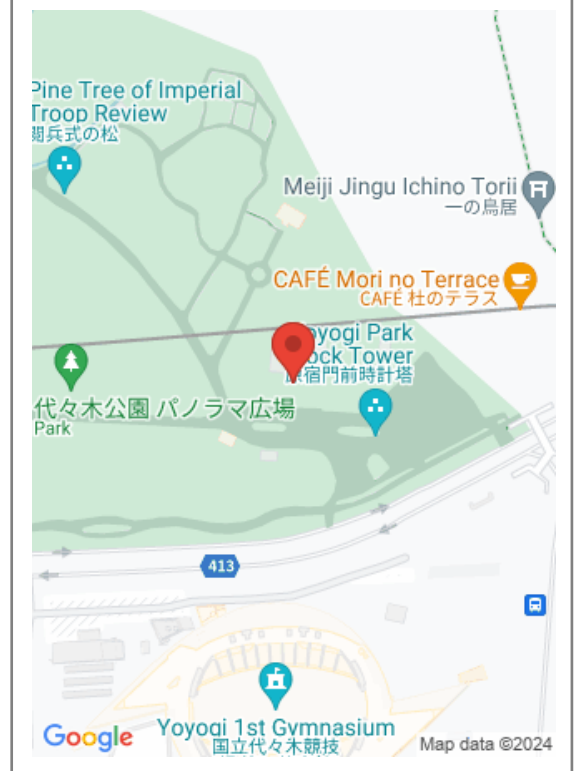 Pine Tree of Imperial
Troop Review
閲兵式の松
Meiji Jingu Ichino Torii
一の鳥居
CAFÉ Mori no Terrace
CAFÉ 杜のテラス
oyogi Park
ock Tower
宿門前時計塔
代々木公園 パノラマ広場
Park
413
Yoyogi 1st Gymnasium
国立代々木競技
Google
Map data ©2024